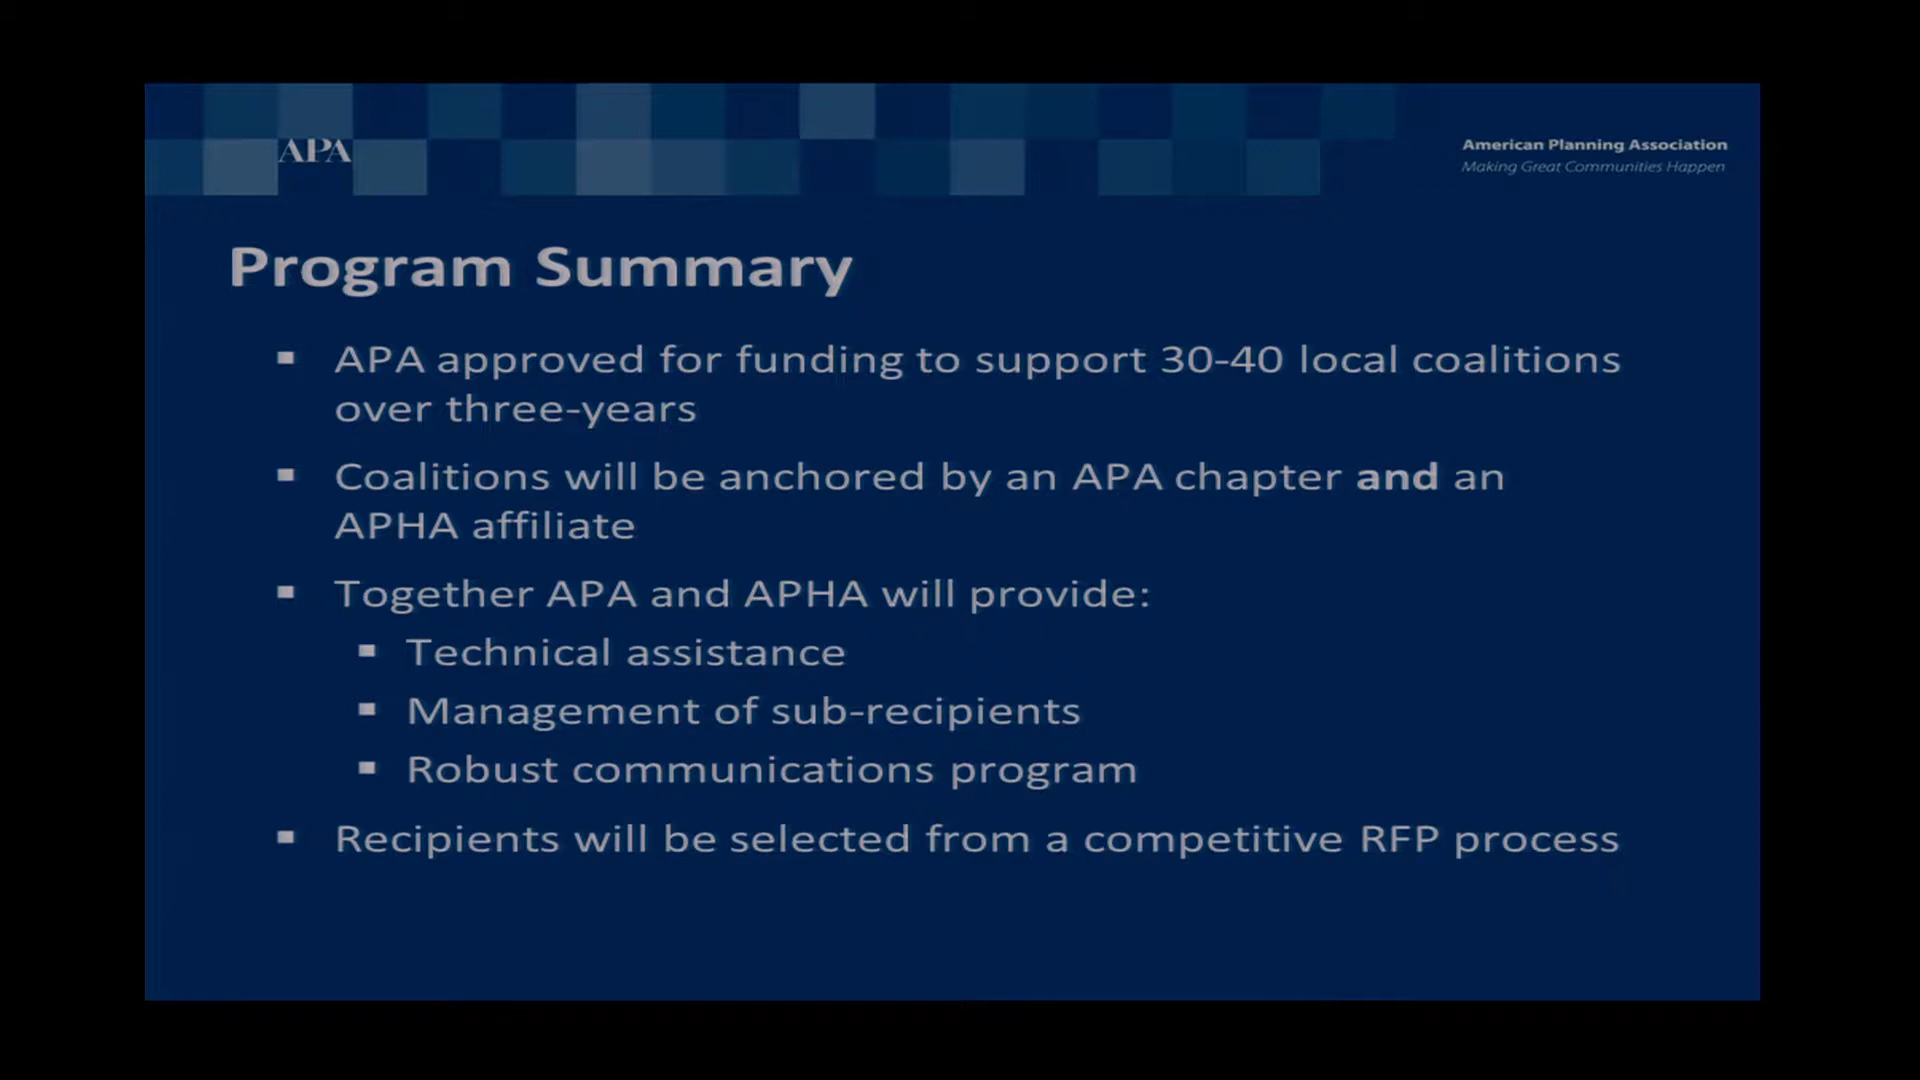 APA
American Planning Association
Making Great Communities Happen
Program Summary
▪ APA approved for funding to support 30-40 local coalitions
over three-years
▪ Coalitions will be anchored by an APA chapter and an
APHA affiliate
▪ Together APA and APHA will provide:
▪ Technical assistance
▪ Management of sub-recipients
▪ Robust communications program
▪ Recipients will be selected from a competitive RFP process